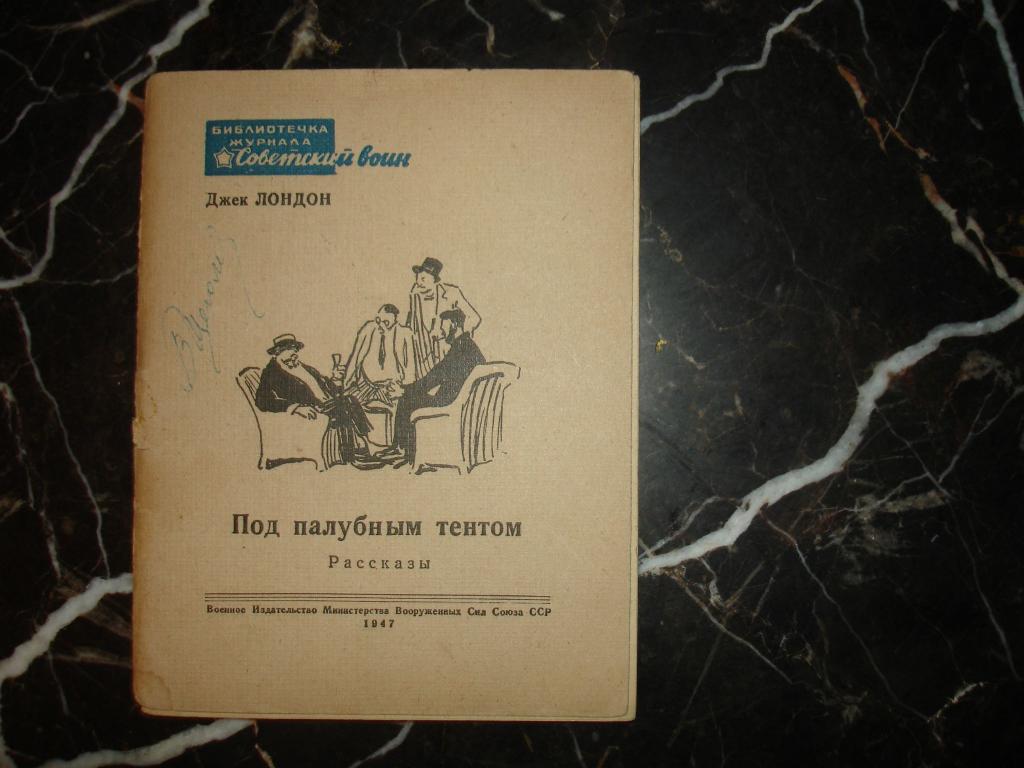 БИБЛИОТЕЧКА
ЖУРНАЛА
Советский воин
Джек ЛОНДОН
Под палубным тентом
Рассказы
Военное Издательство Министерства Вооруженных Сил Союза ССР
1947